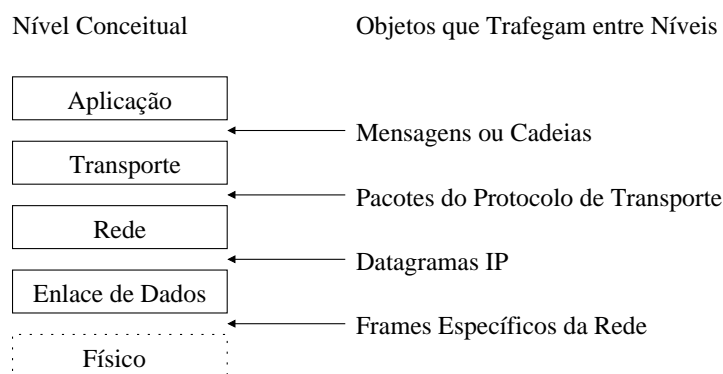 Nível Conceitual
Objetos que Trafegam entre Níveis
Aplicação
Mensagens ou Cadeias
Transporte
Pacotes do Protocolo de Transporte
Rede
Datagramas IP
Enlace de Dados
Frames Específicos da Rede
Físico